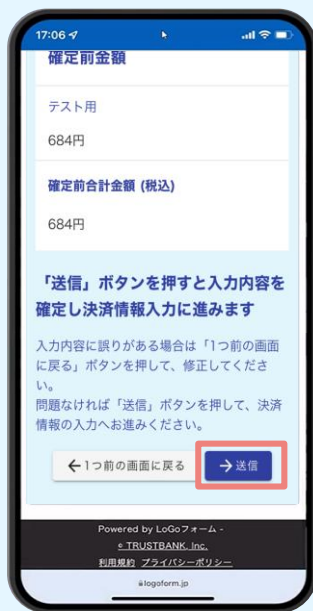 17:06
確定前金額
テスト用
684円
確定前合計金額 (税込)
684円
「送信」ボタンを押すと入力内容を
確定し決済情報入力に進みます
入力内容に誤りがある場合は「1つ前の画面
に戻る」ボタンを押して、修正してくださ
い。
問題なければ「送信」ボタンを押して、決済
情報の入力へお進みください。
←1つ前の画面に戻る →送信
Powered by LoGoフォーム -
© TRUSTBANK, Inc.
利用規約 プライバシーポリシー
logoform.jp